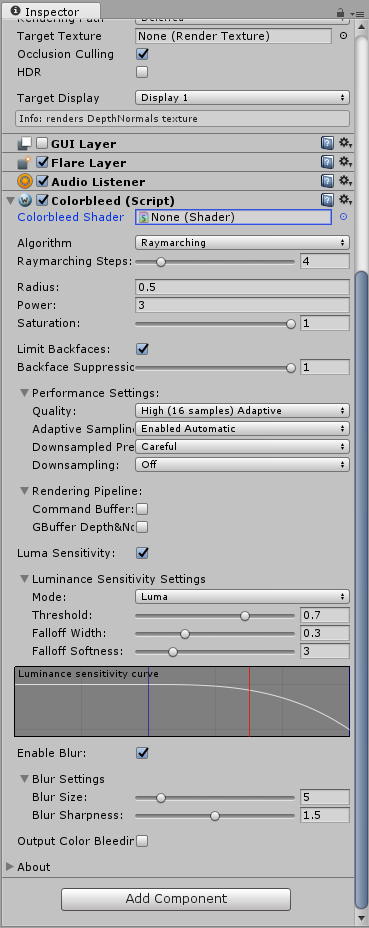 Inspector
Rendering Path Deferred
Target Texture None (Render Texture)
Occlusion Culling
HDR
Target Display Display 1
Info: renders DepthNormals texture
GUI Layer
Flare Layer
Audio Listener
Colorbleed (Script)
Colorbleed Shader None (Shader)
Algorithm Raymarching
Raymarching Steps: 4
Radius: 0.5
Power: 3
Saturation: 1
Limit Backfaces:
Backface Suppressio 1
Performance Settings:
Quality: High (16 samples) Adaptive
Adaptive Sampling Enabled Automatic
Downsampled Pre Careful
Downsampling: Off
Rendering Pipeline:
Command Buffer:
GBuffer Depth&No
Luma Sensitivity:
Luminance Sensitivity Settings
Mode: Luma
Threshold: 0.7
Falloff Width: 0.3
Falloff Softness: 3
Luminance sensitivity curve
Enable Blur:
Blur Settings
Blur Size: 5
Blur Sharpness: 1.5
Output Color Bleedin
About
Add Component